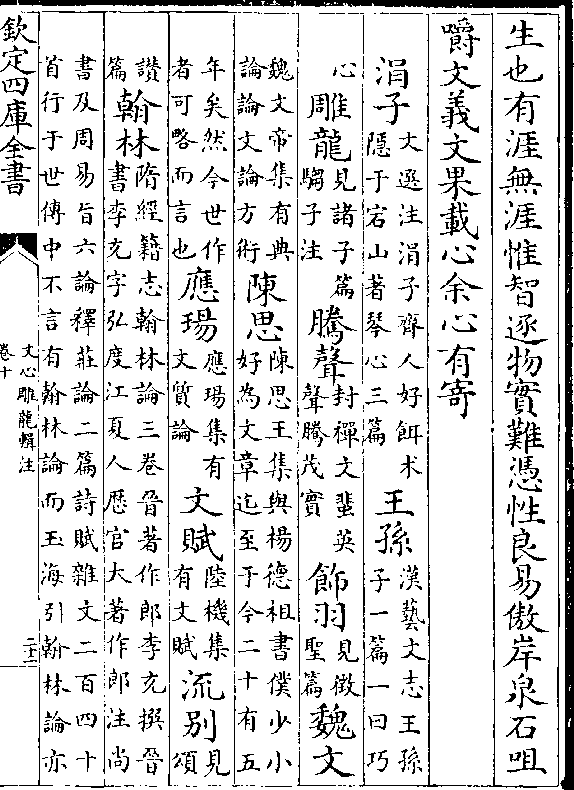 生也有涯無涯惟智逐物實難憑性良易傲岸泉石咀
嚼文義文果載心余心有寄
涓子 文選注涓子齊人好餌术隱于宕山著琴心三篇 王孫 漢藝文志王孫子一篇一曰巧
心 雕龍 見諸子篇騶子注 騰聲 封禪文蜚英聲騰茂實 飾羽 見徵聖篇 魏文
魏文帝集有典論論文論方術 陳思 陳思王集與楊德祖書僕少小好為文章迄至于今二十有五
年矣然今世作者可略而言也 應瑒 應瑒集有文質論 文賦 陸機集有文賦 流别 見頌
讚篇 翰林 隋經籍志翰林論三卷晉著作郎李充撰晉書李充字弘度江夏人歷官大著作郎注尚
書及周易旨六論釋莊論二篇詩賦雜文二百四十首行于世傳中不言有翰林論而玉海引翰林論亦
欽定四庫全書
文心雕龍輯注
卷十
二十二